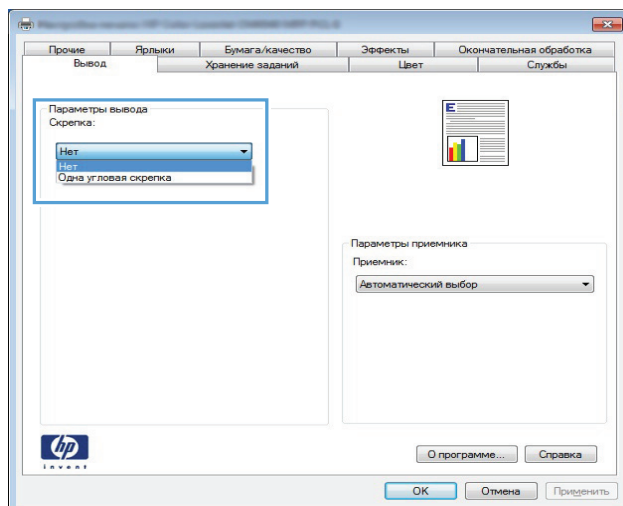 Прочие Ярлыки Бумага/качество Эффекты Окончательная обработка
Вывод Хранение заданий Цвет Службы
Параметры вывода
Скрепка:
Нет
Нет
Одна угловая скрепка
E
Параметры приемника
Приемник:
Автоматический выбор
hp
invent
О программе... Справка
OK Отмена Применить